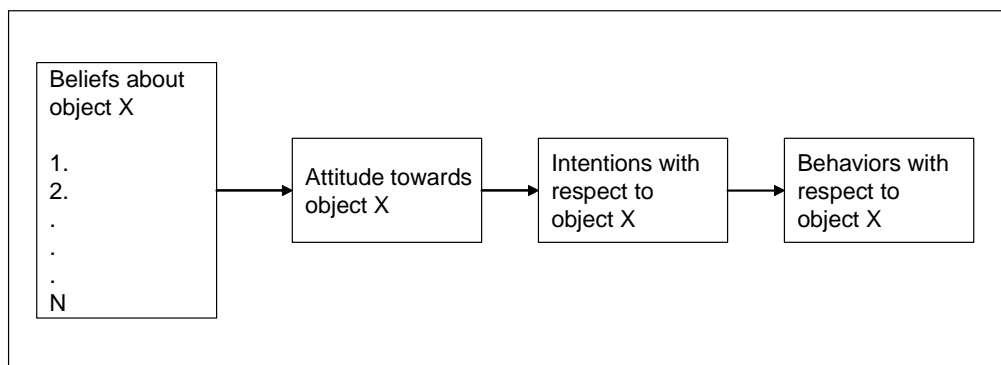 Beliefs about
object X
1.
2.
.
.
.
N
Attitude towards
object X
Intentions with
respect to
object X
Behaviors with
respect to
object X